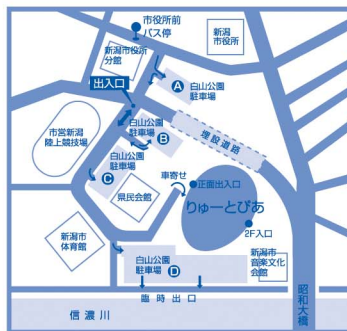 市役所前
バス停
新潟市役所
分館
新潟
市役所
出入口
A
白山公園
駐車場
市営新潟
陸上競技場
白山公園
駐車場
B
埋設道路
白山公園
駐車場
C
車寄せ
正面出入口
県民会館
りゅーとぴあ
2F入口
新潟市
体育館
白山公園
駐車場
D
新潟市
音楽文化
会館
臨時出口
昭和大橋
信濃川